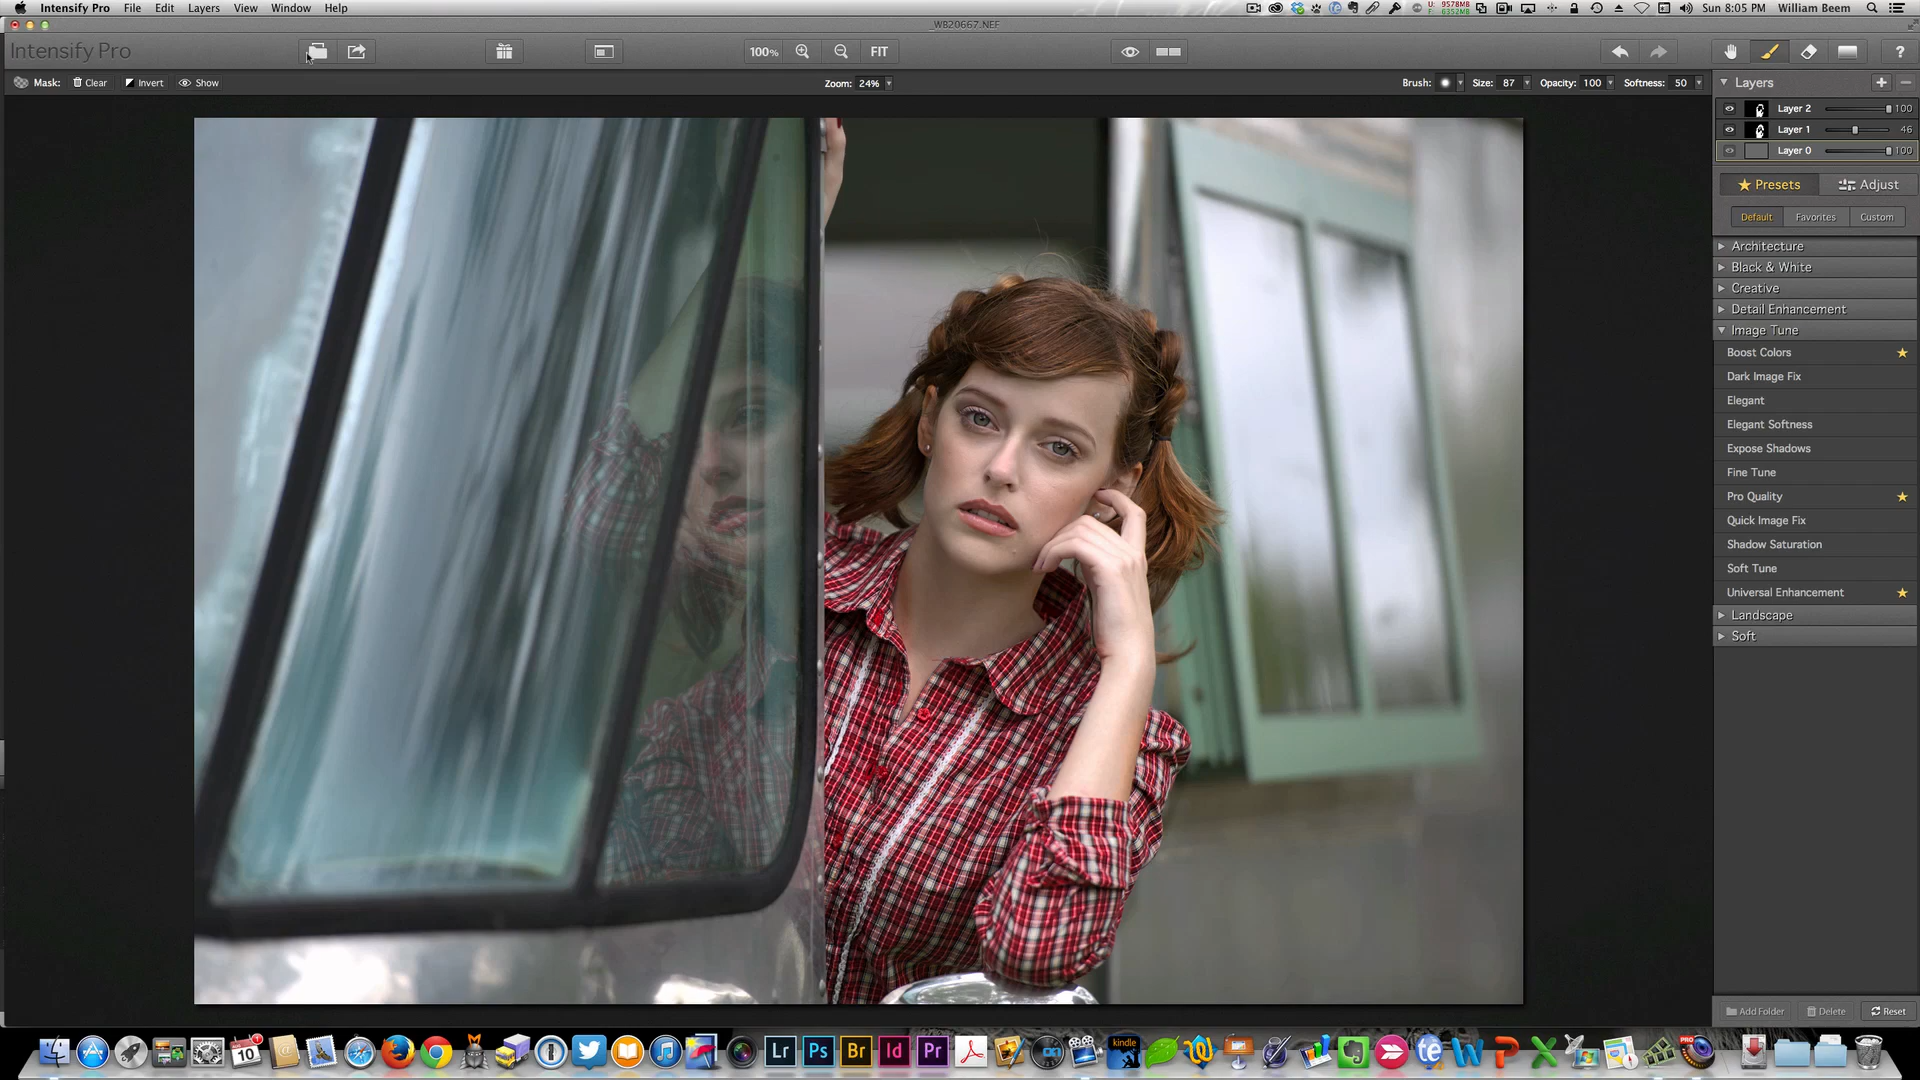 Intensify Pro File Edit Layers View Window Help
U: 9578MB
F: 6352MB
Sun 8:05 PM William Beem
_WB20667.NEF
Intensify Pro
100% FIT ?
Mask: Clear Invert Show
Zoom: 24%
Brush: Size: 87 Opacity: 100 Softness: 50
Layers
Layer 2 100
Layer 1 46
Layer 0 100
Presets Adjust
Default Favorites Custom
Architecture
Black & White
Creative
Detail Enhancement
Image Tune
Boost Colors
Dark Image Fix
Elegant
Elegant Softness
Expose Shadows
Fine Tune
Pro Quality
Quick Image Fix
Shadow Saturation
Soft Tune
Universal Enhancement
Landscape
Soft
Add Folder Delete Reset
10 Lr Ps Br Id Pr kindle te W P X PRO